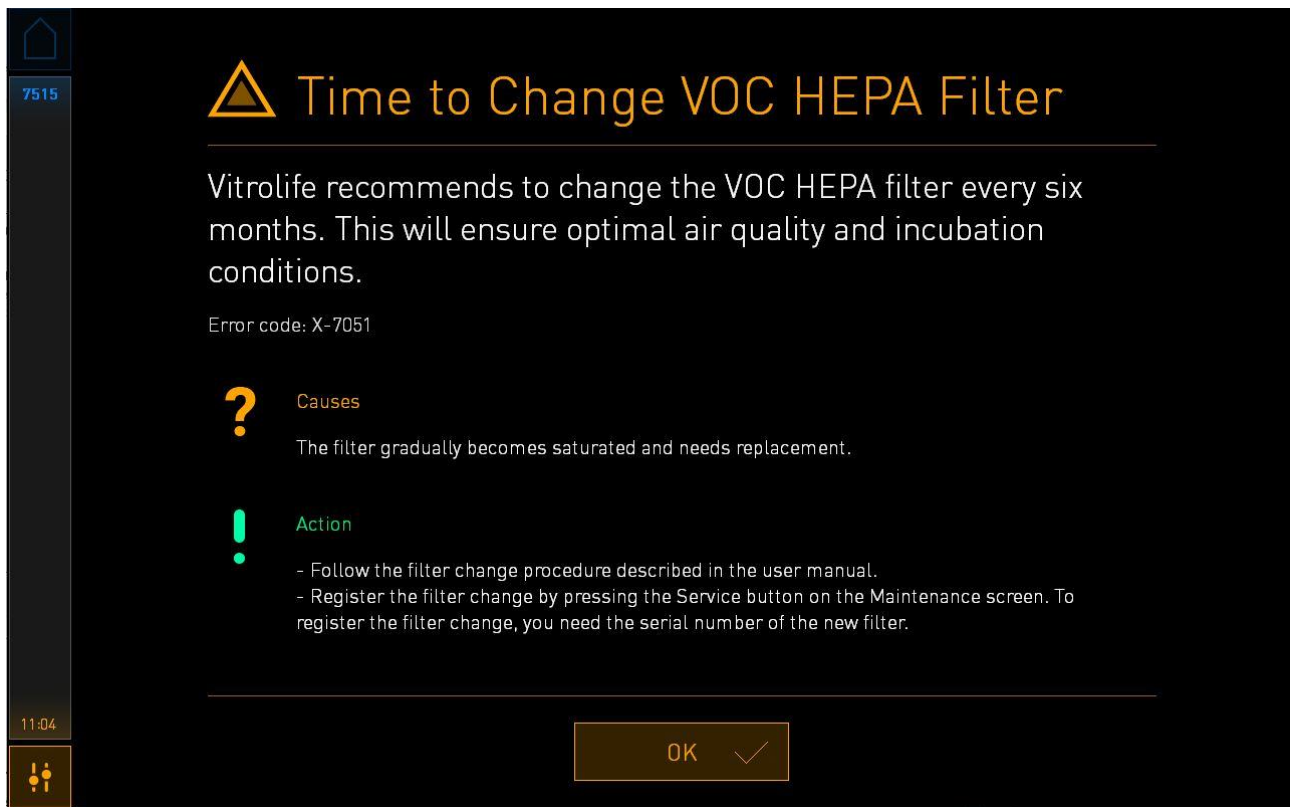 7515
Time to Change VOC HEPA Filter
Vitrolife recommends to change the VOC HEPA filter every six
months. This will ensure optimal air quality and incubation
conditions.
Error code: X-7051
?
Causes
The filter gradually becomes saturated and needs replacement.
!
Action
- Follow the filter change procedure described in the user manual.
- Register the filter change by pressing the Service button on the Maintenance screen. To
register the filter change, you need the serial number of the new filter.
11:04
OK